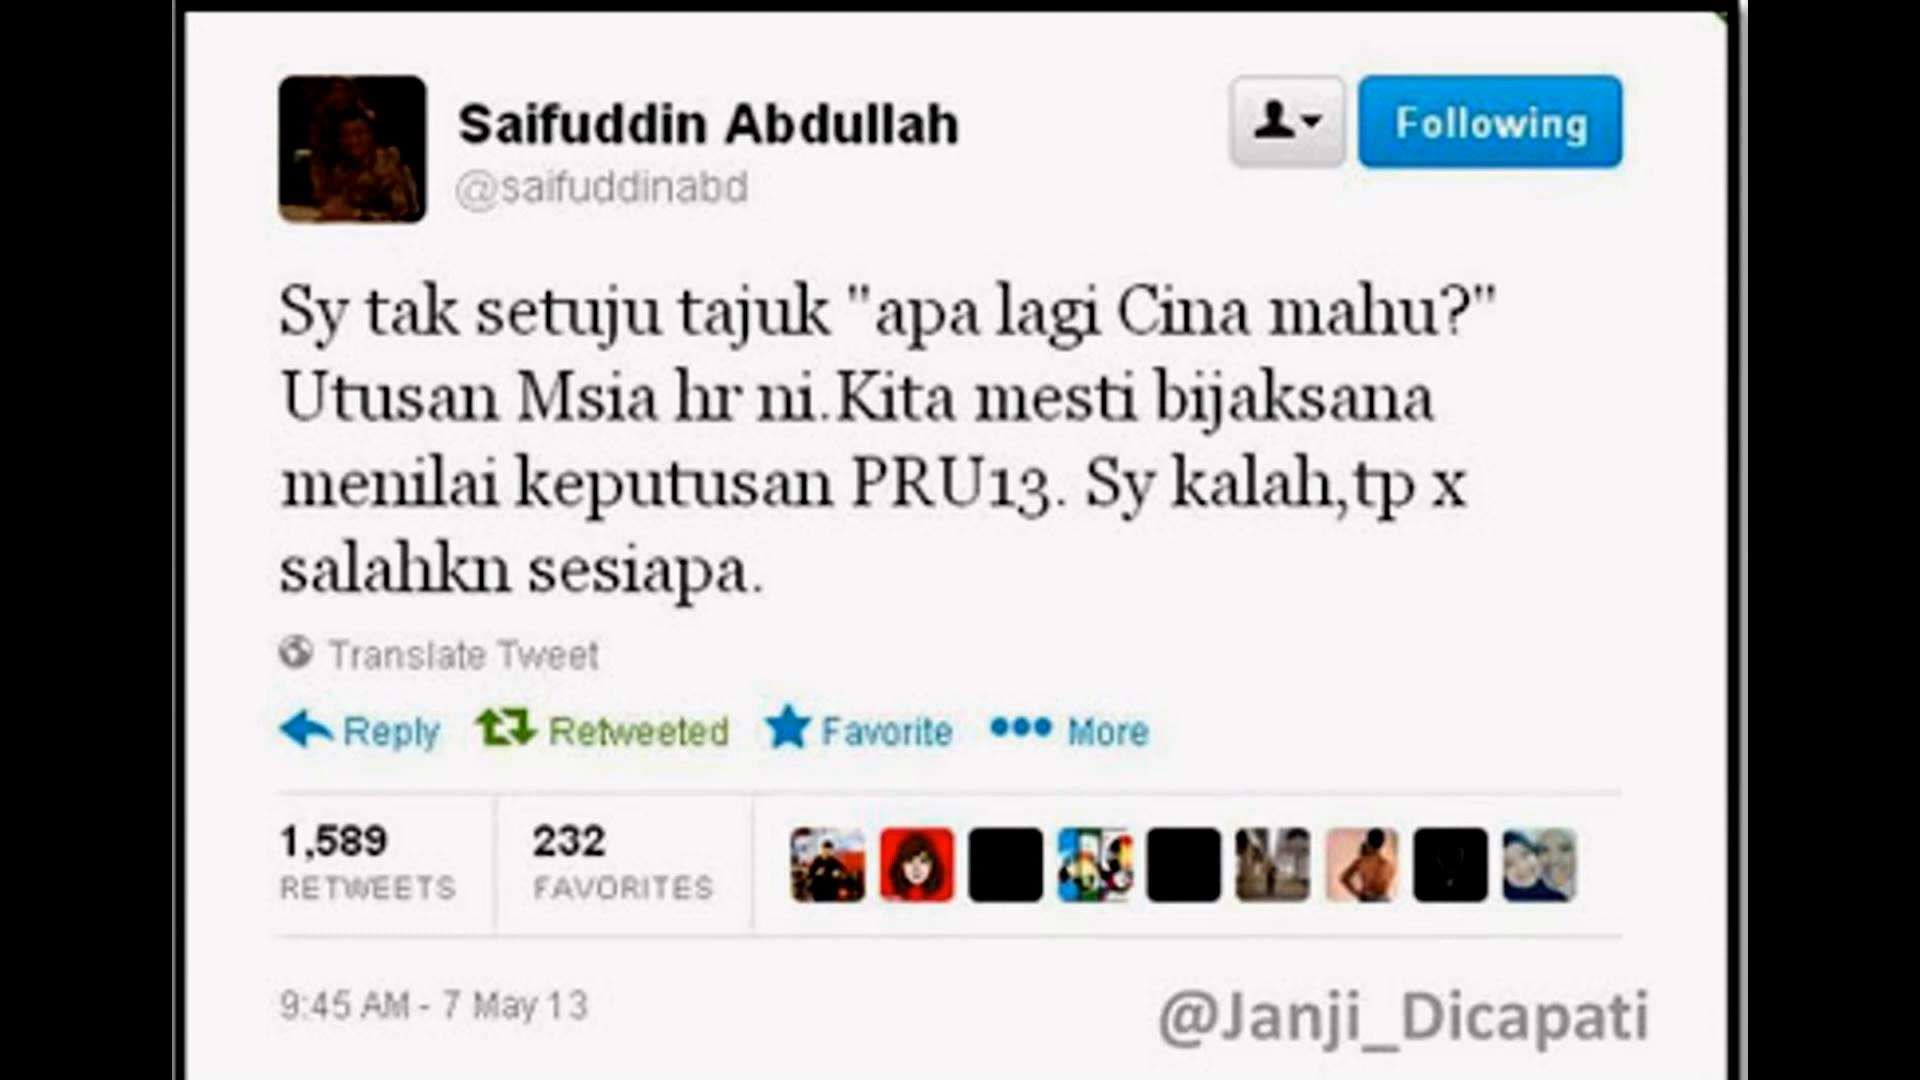 Saifuddin Abdullah
@saifuddinabd
Following
Sy tak setuju tajuk "apa lagi Cina mahu?"
Utusan Msia hr ni.Kita mesti bijaksana
menilai keputusan PRU13. Sy kalah,tp x
salahkn sesiapa.
Translate Tweet
Reply Retweeted Favorite More
1,589 232
RETWEETS FAVORITES
9:45 AM - 7 May 13
@Janji_Dicapati